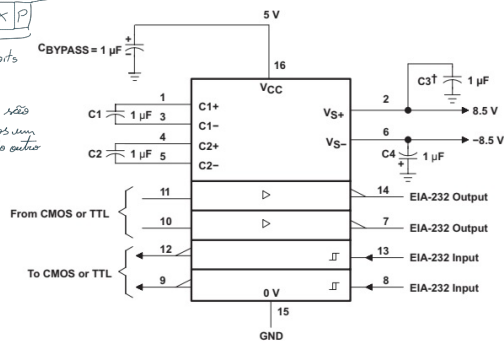 P
são
outro
5 V
CBYPASS = 1 µF
16
VCC
1
C1+
C1
1 µF
3
C1−
4
C2+
C2
1 µF
5
C2−
2
VS+
C3†
1 µF
8.5 V
6
VS−
−8.5 V
C4
1 µF
From CMOS or TTL
11
14
EIA-232 Output
10
7
EIA-232 Output
To CMOS or TTL
12
13
EIA-232 Input
9
8
EIA-232 Input
0 V
15
GND